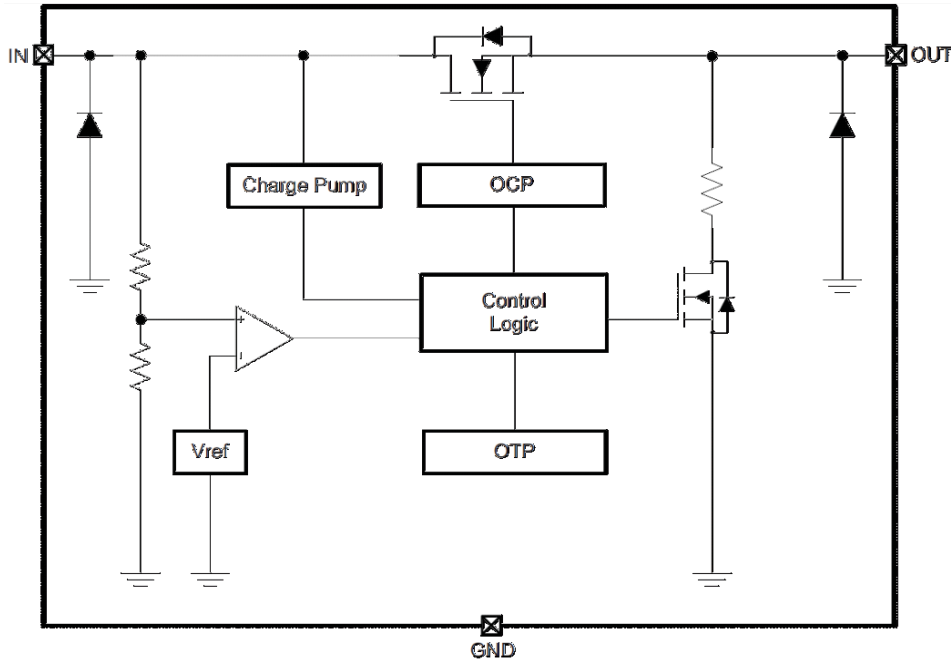 IN
OUT
Charge Pump
OCP
Control
Logic
+
-
Vref
OTP
GND